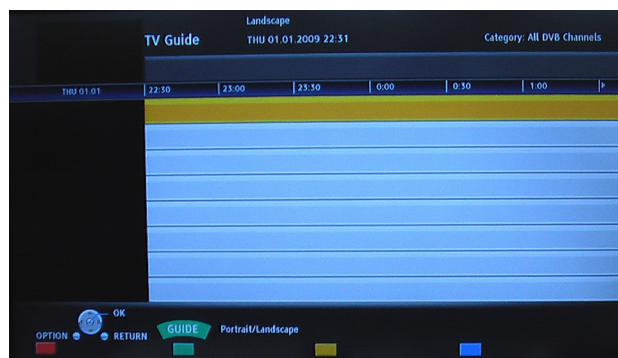 Landscape
TV Guide
THU 01.01.2009 22:31
Category: All DVB Channels
THU 01.01 22:30 23:00 23:30 0:00 0:30 1:00
OK
OPTION RETURN GUIDE Portrait/Landscape